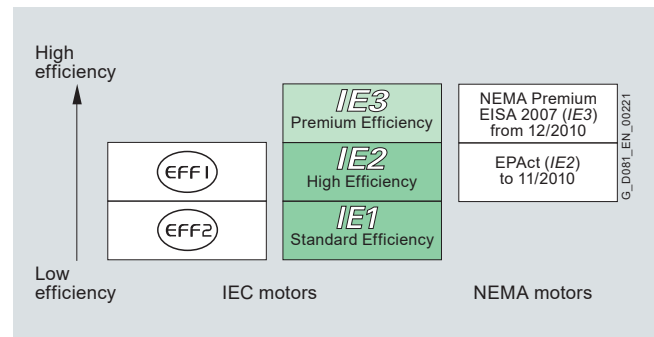 High
efficiency
IE3
Premium Efficiency
NEMA Premium
EISA 2007 (IE3)
from 12/2010
EFF1
IE2
High Efficiency
EPAct (IE2)
to 11/2010
EFF2
IE1
Standard Efficiency
Low
efficiency
IEC motors
NEMA motors
G_D081_EN_00221